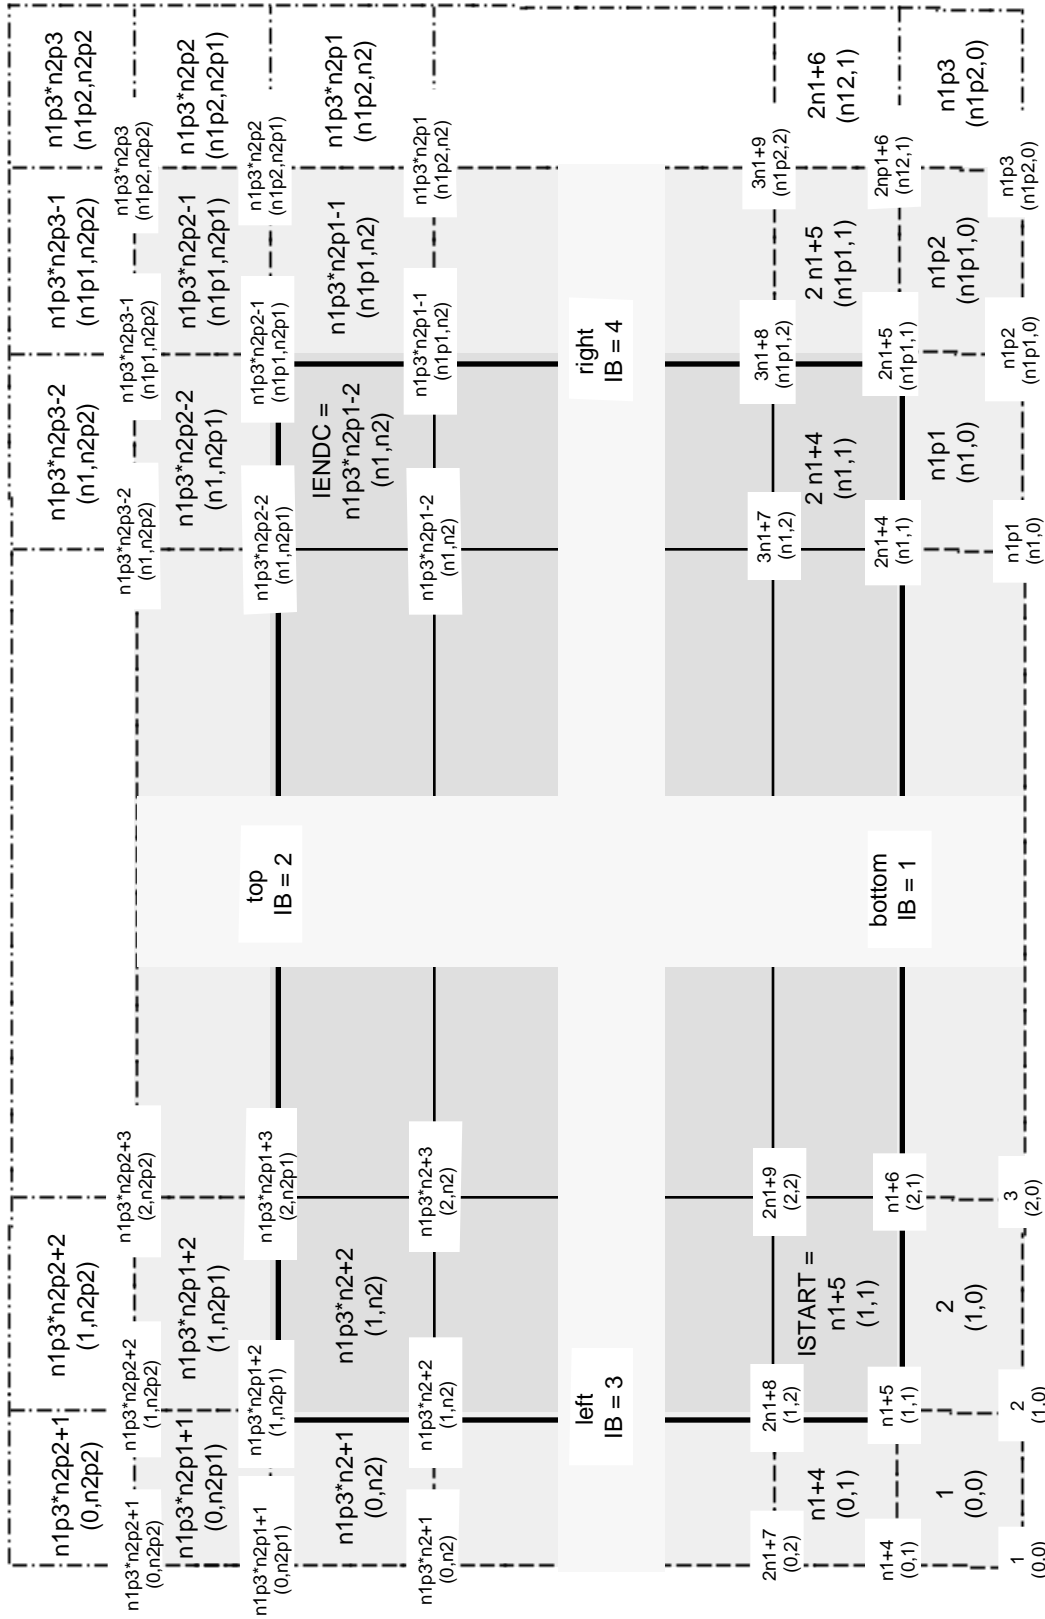 n1p3*n2p2+1
(0,n2p2)
n1p3*n2p2+2
(1,n2p2)
n1p3*n2p3-2
(n1,n2p2)
n1p3*n2p3-1
(n1p1,n2p2)
n1p3*n2p3
(n1p2,n2p2)
n1p3*n2p2+1
(0,n2p2)
n1p3*n2p2+2
(1,n2p2)
n1p3*n2p2+3
(2,n2p2)
n1p3*n2p3-2
(n1,n2p2)
n1p3*n2p3-1
(n1p1,n2p2)
n1p3*n2p3
(n1p2,n2p2)
n1p3*n2p1+1
(0,n2p1)
n1p3*n2p1+2
(1,n2p1)
n1p3*n2p2-2
(n1,n2p1)
n1p3*n2p2-1
(n1p1,n2p1)
n1p3*n2p2
(n1p2,n2p1)
n1p3*n2p1+1
(0,n2p1)
n1p3*n2p1+2
(1,n2p1)
n1p3*n2p1+3
(2,n2p1)
top
IB = 2
n1p3*n2p2-2
(n1,n2p1)
n1p3*n2p2-1
(n1p1,n2p1)
n1p3*n2p2
(n1p2,n2p1)
n1p3*n2+1
(0,n2)
n1p3*n2+2
(1,n2)
IENDC =
n1p3*n2p1-2
(n1,n2)
n1p3*n2p1-1
(n1p1,n2)
n1p3*n2p1
(n1p2,n2)
n1p3*n2+1
(0,n2)
n1p3*n2+2
(1,n2)
n1p3*n2+3
(2,n2)
n1p3*n2p1-2
(n1,n2)
n1p3*n2p1-1
(n1p1,n2)
n1p3*n2p1
(n1p2,n2)
left
IB = 3
right
IB = 4
2n1+7
(0,2)
2n1+8
(1,2)
2n1+9
(2,2)
3n1+7
(n1,2)
3n1+8
(n1p1,2)
3n1+9
(n1p2,2)
n1+4
(0,1)
ISTART =
n1+5
(1,1)
2 n1+4
(n1,1)
2 n1+5
(n1p1,1)
2n1+6
(n12,1)
n1+4
(0,1)
n1+5
(1,1)
n1+6
(2,1)
bottom
IB = 1
2n1+4
(n1,1)
2n1+5
(n1p1,1)
2np1+6
(n12,1)
1
(0,0)
2
(1,0)
n1p1
(n1,0)
n1p2
(n1p1,0)
n1p3
(n1p2,0)
1
(0,0)
2
(1,0)
3
(2,0)
n1p1
(n1,0)
n1p2
(n1p1,0)
n1p3
(n1p2,0)